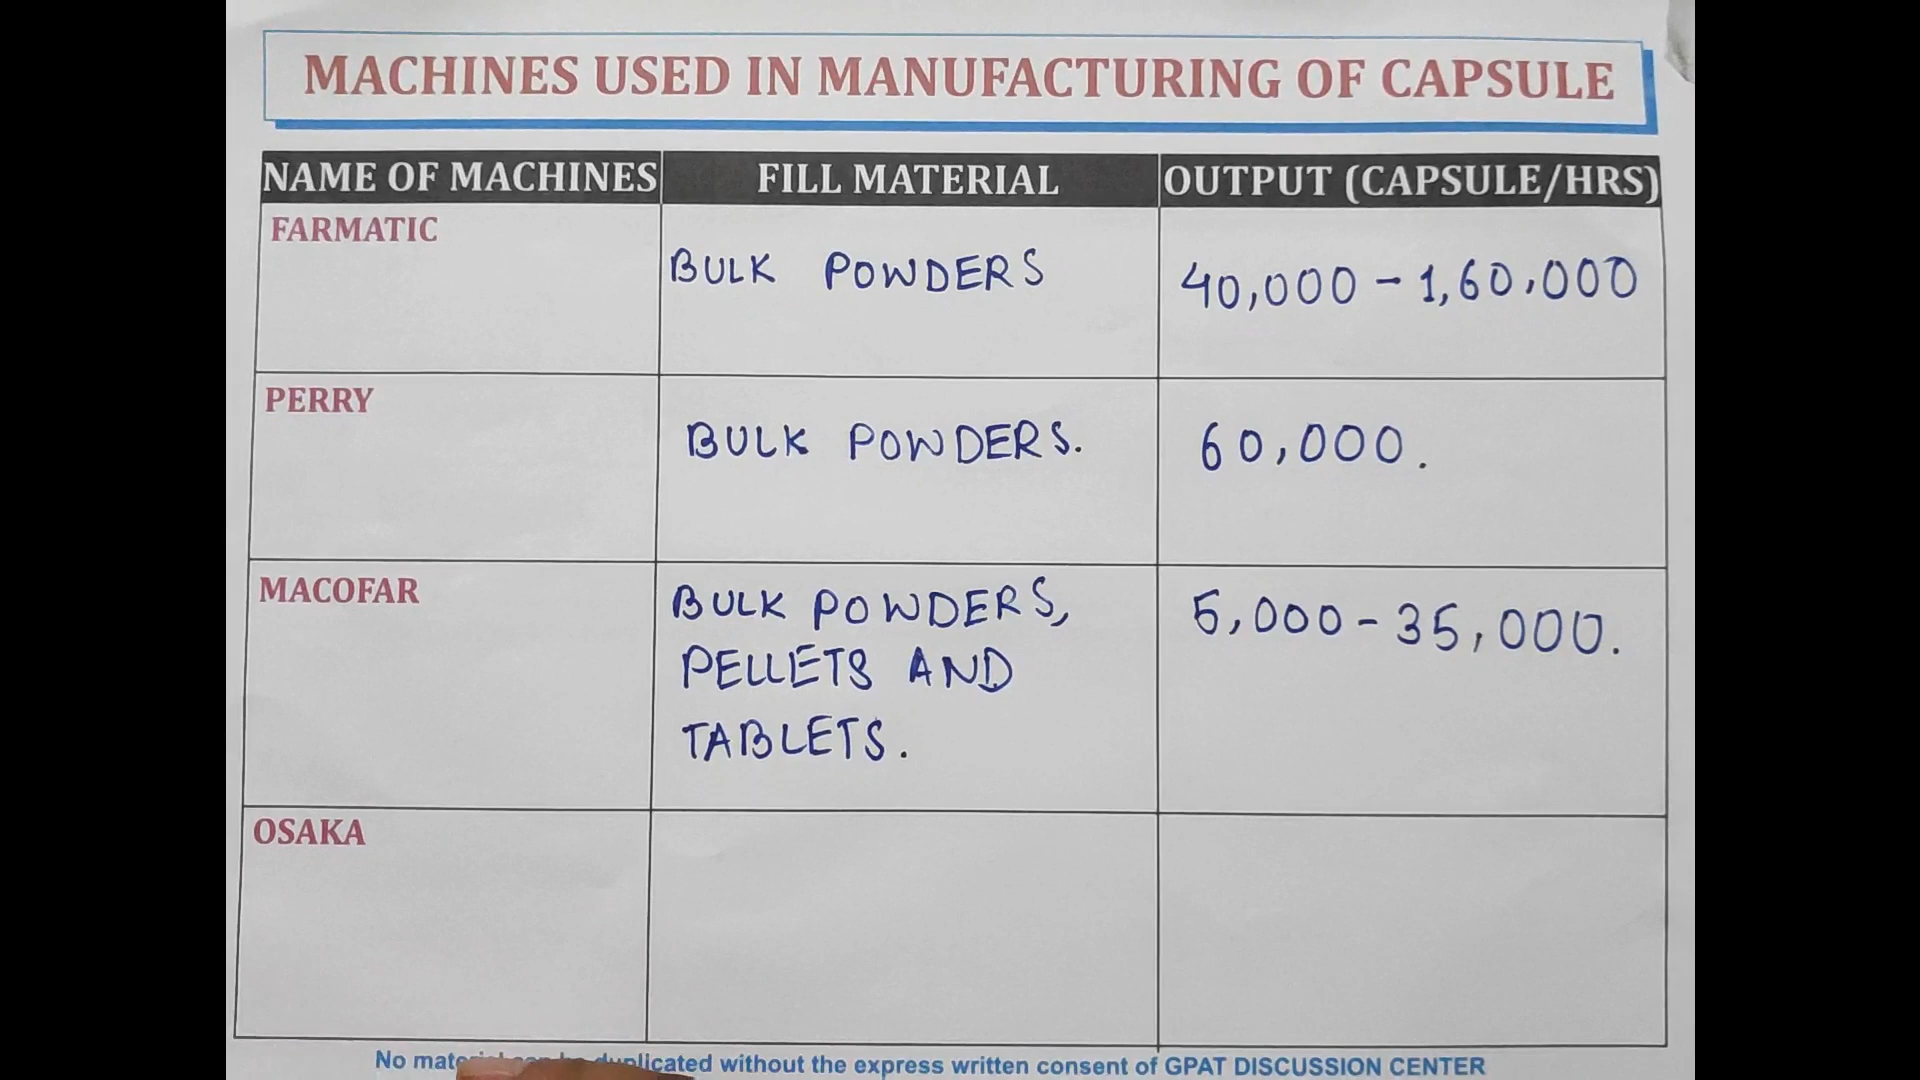 MACHINES USED IN MANUFACTURING OF CAPSULE
NAME OF MACHINES FILL MATERIAL OUTPUT (CAPSULE/HRS)
FARMATIC
BULK POWDERS 40,000 - 1,60,000
PERRY
BULK POWDERS. 60,000.
MACOFAR
BULK POWDERS, 5,000 - 35,000.
PELLETS AND
TABLETS.
OSAKA
No without the express written consent of GPAT DISCUSSION CENTER